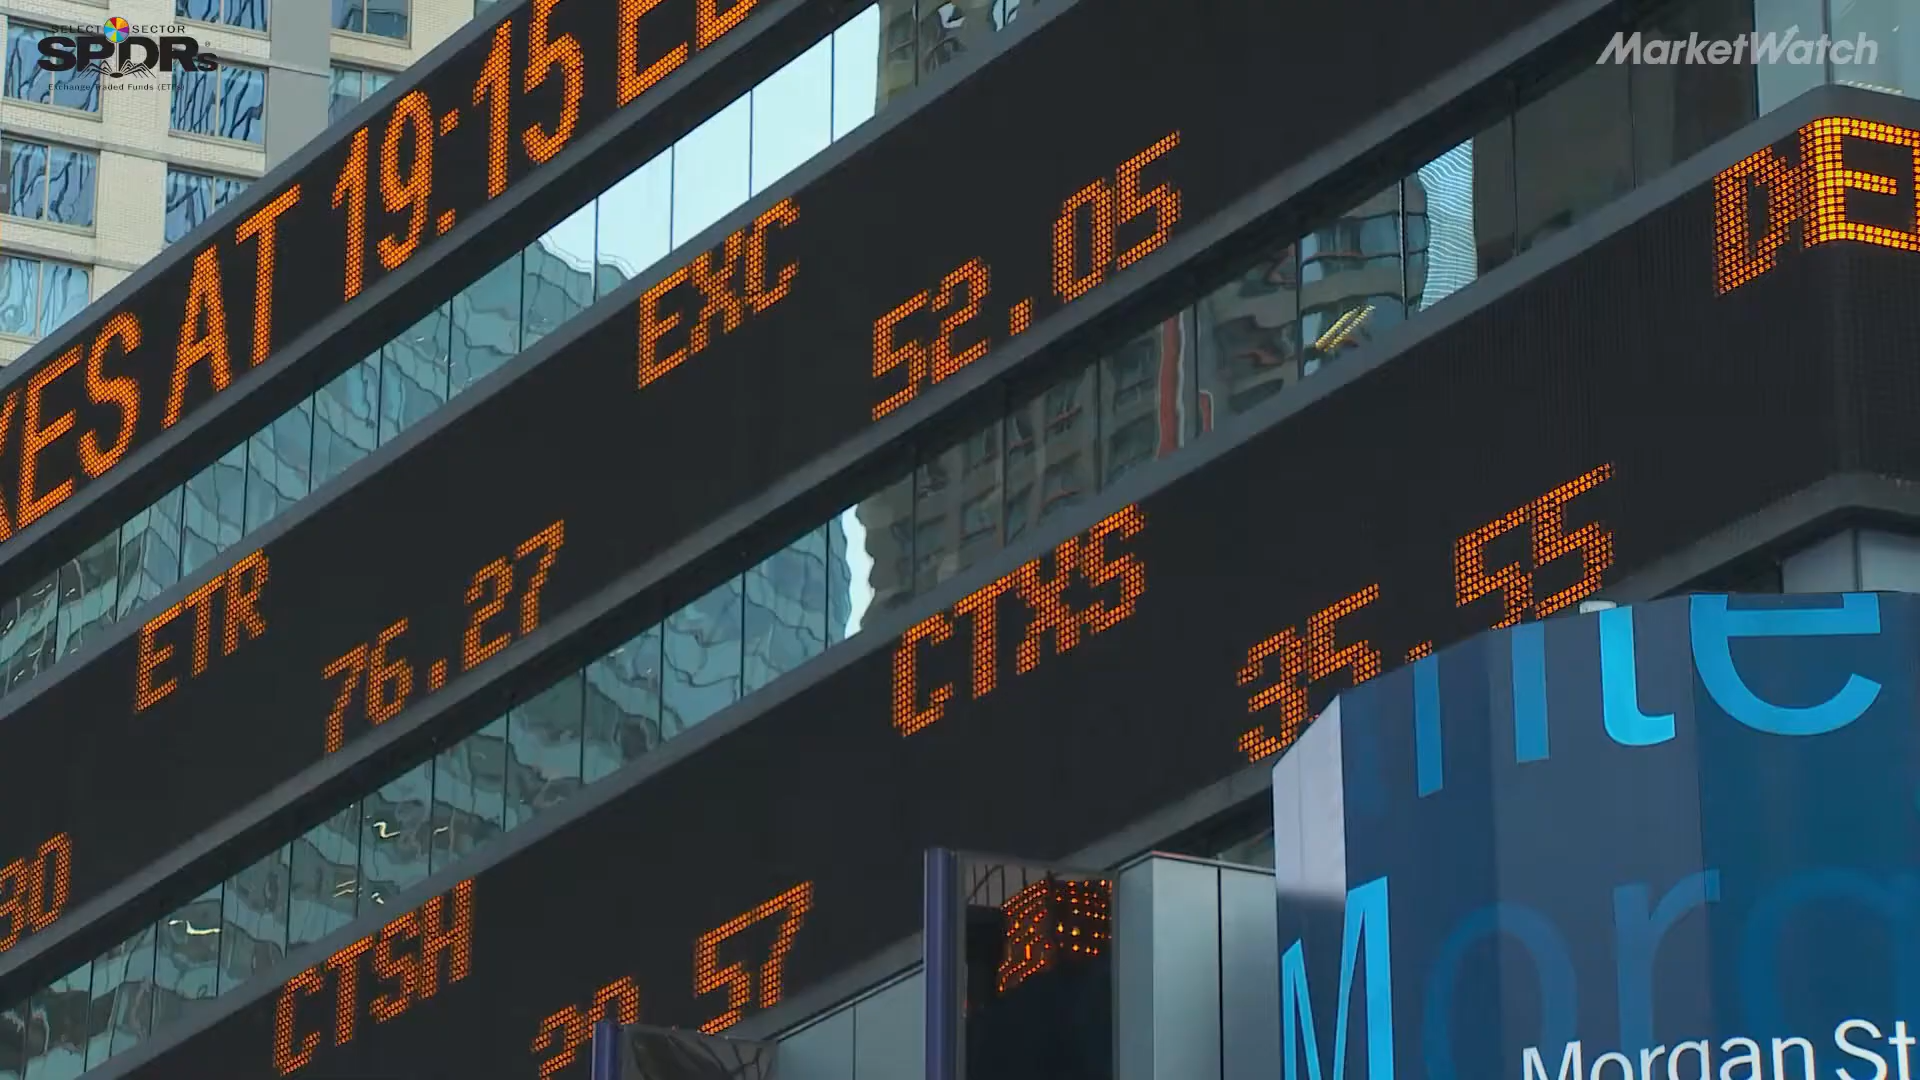 SELECT SECTOR
SPDRs
Exchange Traded Funds (ETFs)
MarketWatch
ES AT 19:15
EXC 52.05
ETR 76.27
CTXS 35.55
CTSH
.57
Morgan St